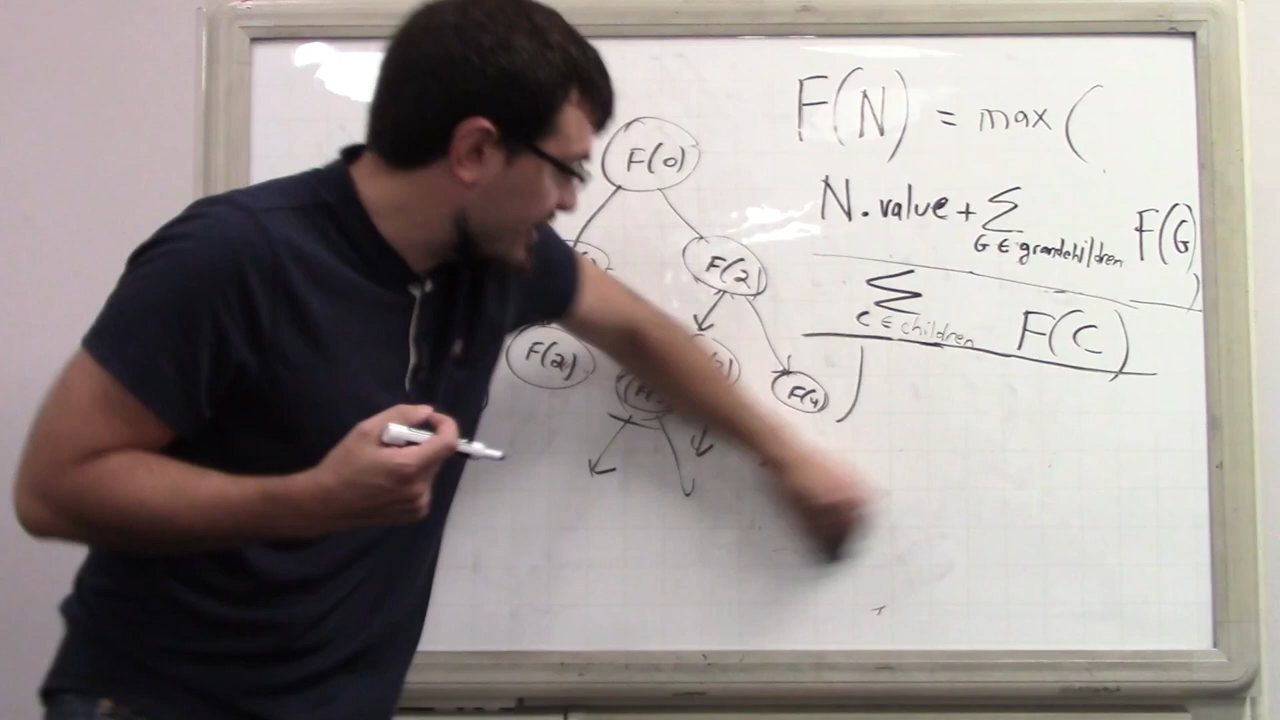 F(N) = max (
N.value + Σ F(G)
G ∈ grandchildren
Σ F(C)
C ∈ children
)
F(0)
F(2)
F(2)
F(4)